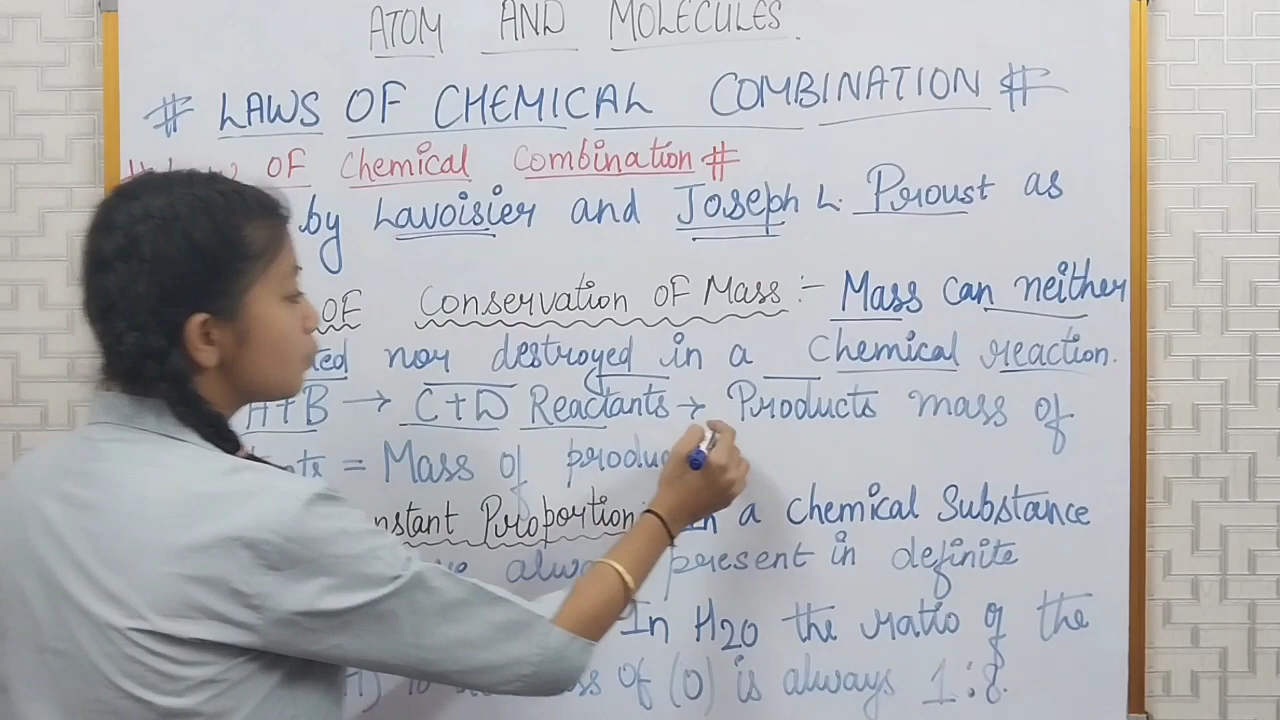 ATOM AND MOLECULES.
# LAWS OF CHEMICAL COMBINATION #
OF Chemical Combination #
by Lavoisier and Joseph L. Proust as
OF Conservation OF Mass :- Mass can neither
nor destroyed in a Chemical reaction.
A+B → C+D Reactants → Products mass of
= Mass of
Proportion a chemical Substance
present in definite
In H2O the ratio of the
of (O) is always 1:8.